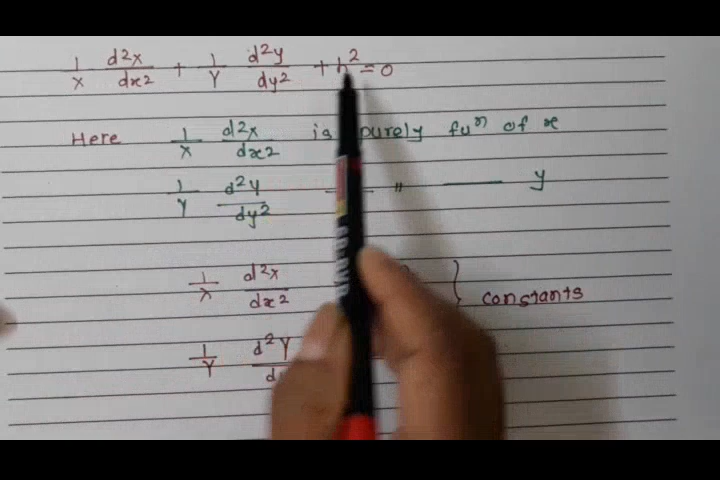 1/X d²x/dx² + 1/Y d²y/dy² + h² = 0
Here 1/X d²x/dx² is purely fuⁿ of x
1/Y d²y/dy² —— " —— y
1/X d²x/dx² } constants
1/Y d²Y/